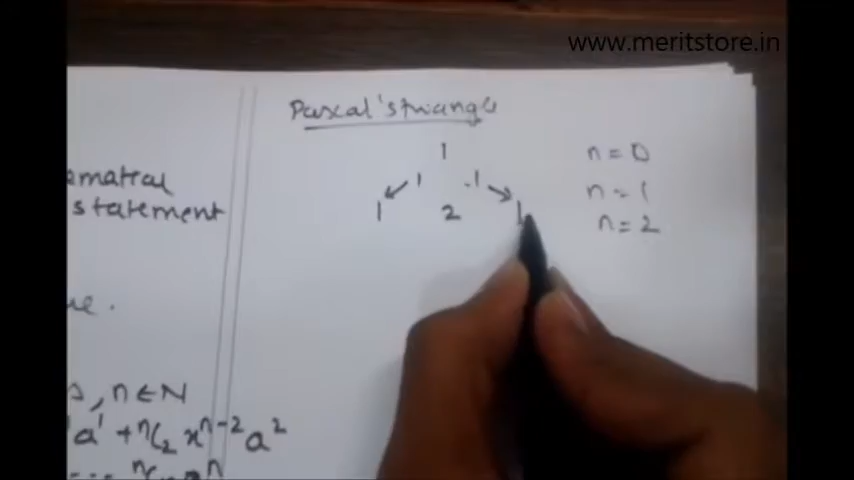 www.meritstore.in
Pascal's triangle
1 n = 0
1 1 n = 1
1 2 1 n = 2
statement
, n ∈ N
a¹ + ⁿC₂ xⁿ⁻² a²